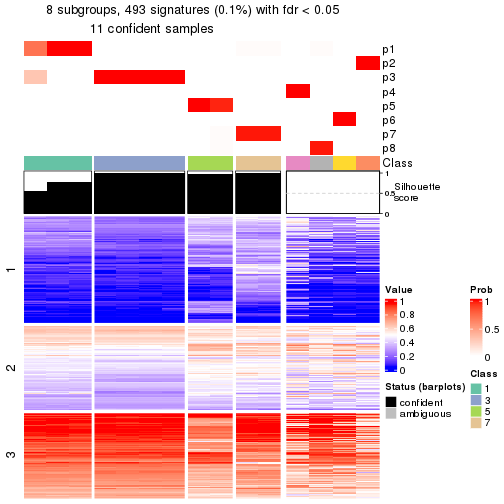 8 subgroups, 493 signatures (0.1%) with fdr < 0.05
11 confident samples
p1
p2
p3
p4
p5
p6
p7
p8
Class
1
0.5
0
Silhouette
score
1
2
3
Value
1
0.8
0.6
0.4
0.2
0
Prob
1
0.5
0
Status (barplots)
confident
ambiguous
Class
1
3
5
7